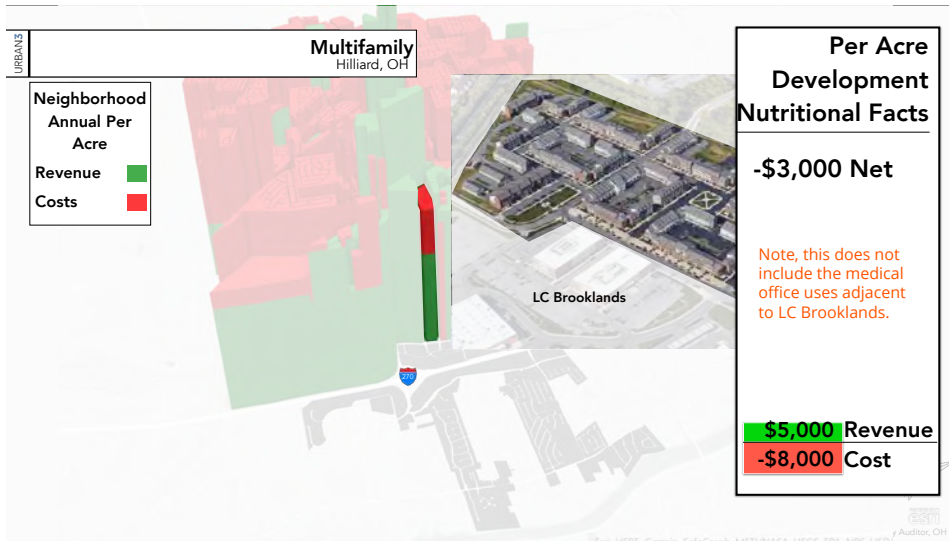 URBAN3
Multifamily
Hilliard, OH
Neighborhood
Annual Per
Acre
Revenue
Costs
LC Brooklands
270
Per Acre
Development
Nutritional Facts
-$3,000 Net
Note, this does not
include the medical
office uses adjacent
to LC Brooklands.
$5,000 Revenue
-$8,000 Cost
esri
Auditor, OH